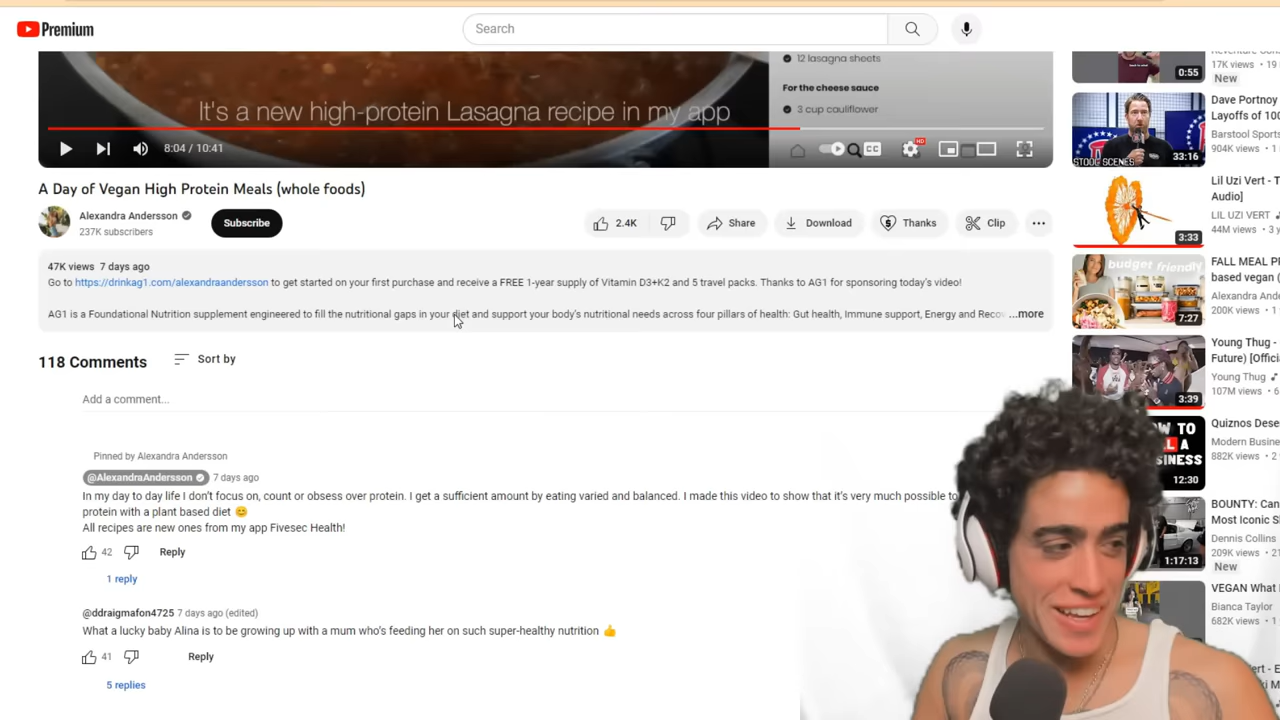 Premium
Search
12 lasagna sheets
For the cheese sauce
3 cup cauliflower
It's a new high-protein Lasagna recipe in my app
8:04 / 10:41
CC
HD
A Day of Vegan High Protein Meals (whole foods)
Alexandra Andersson
237K subscribers
Subscribe
2.4K
Share
Download
Thanks
Clip
47K views 7 days ago
Go to https://drinkag1.com/alexandraandersson to get started on your first purchase and receive a FREE 1-year supply of Vitamin D3+K2 and 5 travel packs. Thanks to AG1 for sponsoring today's video!
AG1 is a Foundational Nutrition supplement engineered to fill the nutritional gaps in your diet and support your body's nutritional needs across four pillars of health: Gut health, Immune support, Energy and Reco ...more
118 Comments
Sort by
Add a comment...
Pinned by Alexandra Andersson
@AlexandraAndersson 7 days ago
In my day to day life I don't focus on, count or obsess over protein. I get a sufficient amount by eating varied and balanced. I made this video to show that it's very much possible to
protein with a plant based diet 😊
All recipes are new ones from my app Fivesec Health!
42
Reply
1 reply
@ddraigmafon4725 7 days ago (edited)
What a lucky baby Alina is to be growing up with a mum who's feeding her on such super-healthy nutrition 👍
41
Reply
5 replies
17K views • 19
New
0:55
Dave Portnoy
Layoffs of 100
Barstool Sports
904K views • 2
STOOL SCENES
33:16
Lil Uzi Vert - T
Audio]
LIL UZI VERT
44M views • 3 y
3:33
budget friendly
FALL MEAL P
based vegan (
Alexandra And
200K views
7:27
Young Thug -
Future) [Offici
Young Thug
107M views • 6
3:39
W TO
LL A
SINESS
Quiznos Dese
Modern Busine
882K views • 2
12:30
BOUNTY: Can
Most Iconic S
Dennis Collins
209K views • 2
New
1:17:13
VEGAN What I
Bianca Taylor
682K views • 1
ert - E
ki M